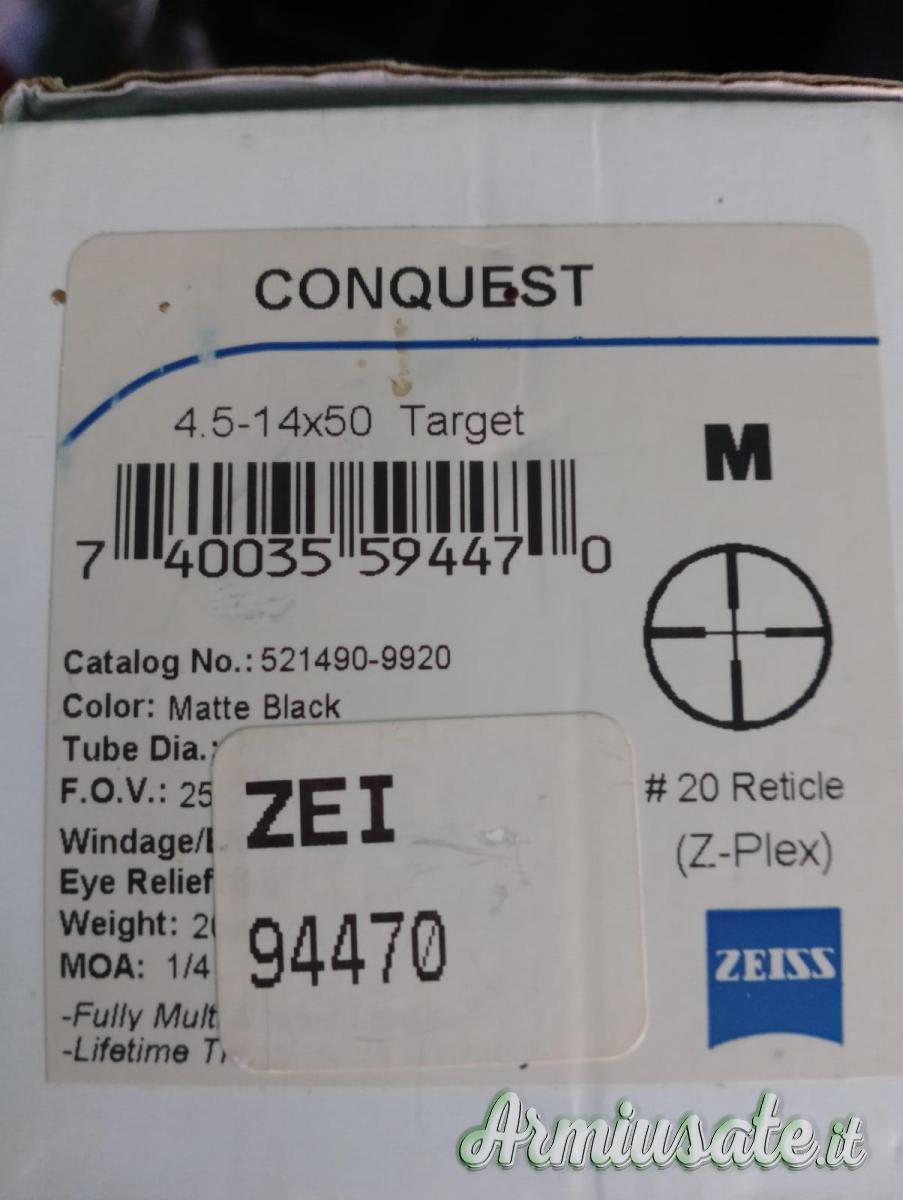 CONQUEST
4.5-14x50 Target
M
7 40035 59447 0
Catalog No.: 521490-9920
Color: Matte Black
Tube Dia.:
F.O.V.: 25
Windage/
Eye Relief
Weight: 2
MOA: 1/4
-Fully Mult
-Lifetime
ZEI
94470
# 20 Reticle
(Z-Plex)
ZEISS
Armiusate.it